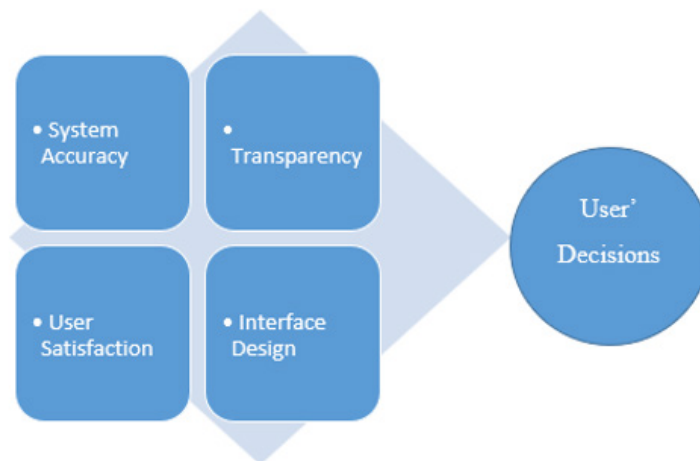 • System
Accuracy
•
Transparency
• User
Satisfaction
• Interface
Design
User’
Decisions